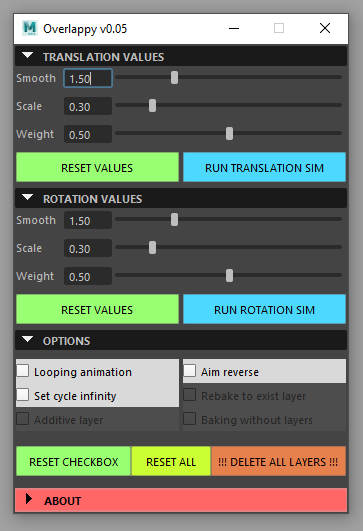 Overlappy v0.05
TRANSLATION VALUES
Smooth 1.50
Scale 0.30
Weight 0.50
RESET VALUES RUN TRANSLATION SIM
ROTATION VALUES
Smooth 1.50
Scale 0.30
Weight 0.50
RESET VALUES RUN ROTATION SIM
OPTIONS
Looping animation Aim reverse
Set cycle infinity Rebake to exist layer
Additive layer Baking without layers
RESET CHECKBOX RESET ALL !!! DELETE ALL LAYERS !!!
ABOUT